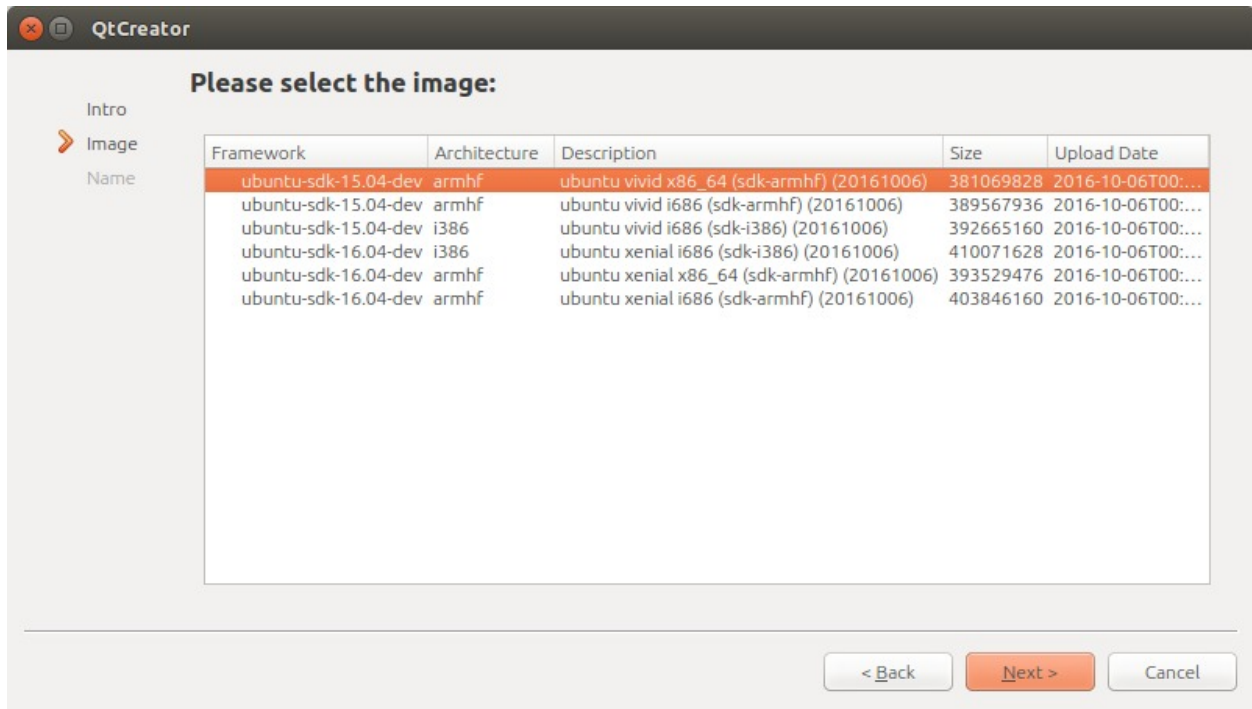 QtCreator
Please select the image:
Intro
Image
Name
Framework Architecture Description Size Upload Date
ubuntu-sdk-15.04-dev armhf ubuntu vivid x86_64 (sdk-armhf) (20161006) 381069828 2016-10-06T00:...
ubuntu-sdk-15.04-dev armhf ubuntu vivid i686 (sdk-armhf) (20161006) 389567936 2016-10-06T00:...
ubuntu-sdk-15.04-dev i386 ubuntu vivid i686 (sdk-i386) (20161006) 392665160 2016-10-06T00:...
ubuntu-sdk-16.04-dev i386 ubuntu xenial i686 (sdk-i386) (20161006) 410071628 2016-10-06T00:...
ubuntu-sdk-16.04-dev armhf ubuntu xenial x86_64 (sdk-armhf) (20161006) 393529476 2016-10-06T00:...
ubuntu-sdk-16.04-dev armhf ubuntu xenial i686 (sdk-armhf) (20161006) 403846160 2016-10-06T00:...
< Back Next > Cancel